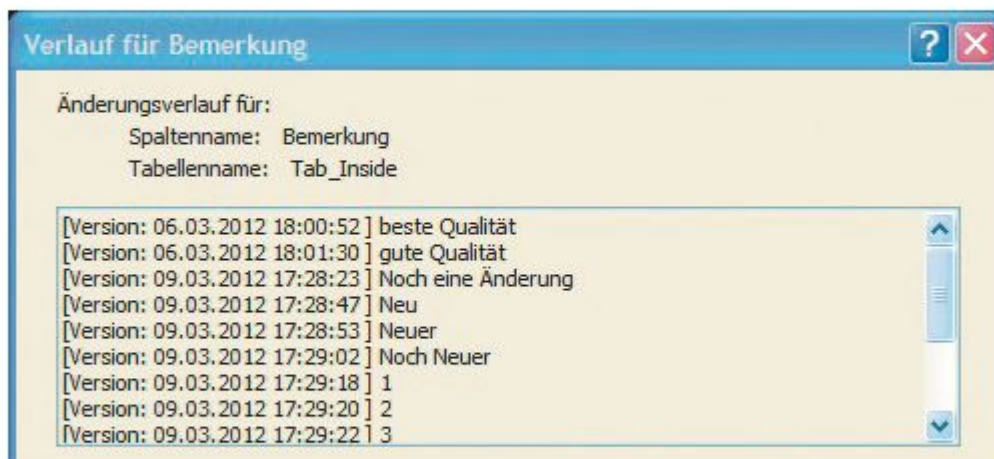 Verlauf für Bemerkung
?
Änderungsverlauf für:
Spaltenname: Bemerkung
Tabellenname: Tab_Inside
[Version: 06.03.2012 18:00:52 ] beste Qualität
[Version: 06.03.2012 18:01:30 ] gute Qualität
[Version: 09.03.2012 17:28:23 ] Noch eine Änderung
[Version: 09.03.2012 17:28:47 ] Neu
[Version: 09.03.2012 17:28:53 ] Neuer
[Version: 09.03.2012 17:29:02 ] Noch Neuer
[Version: 09.03.2012 17:29:18 ] 1
[Version: 09.03.2012 17:29:20 ] 2
[Version: 09.03.2012 17:29:22 ] 3